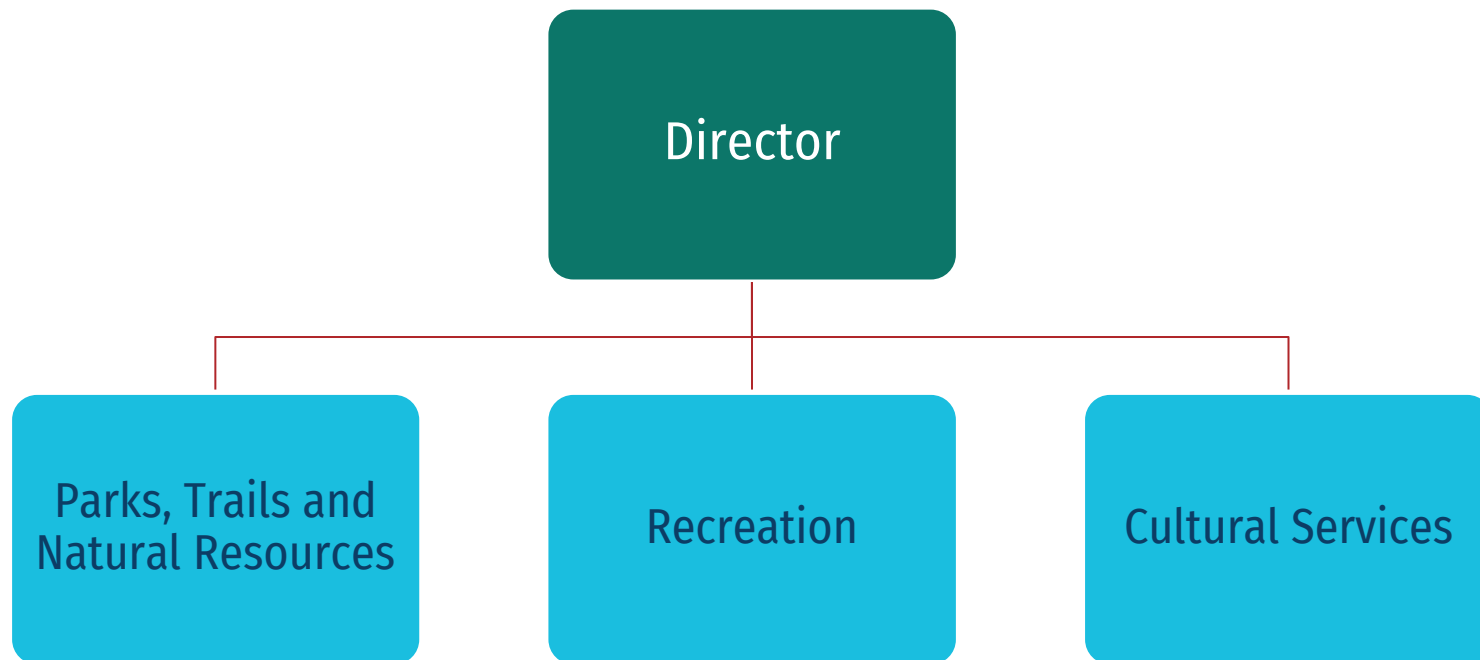 Director
Parks, Trails and
Natural Resources
Recreation
Cultural Services